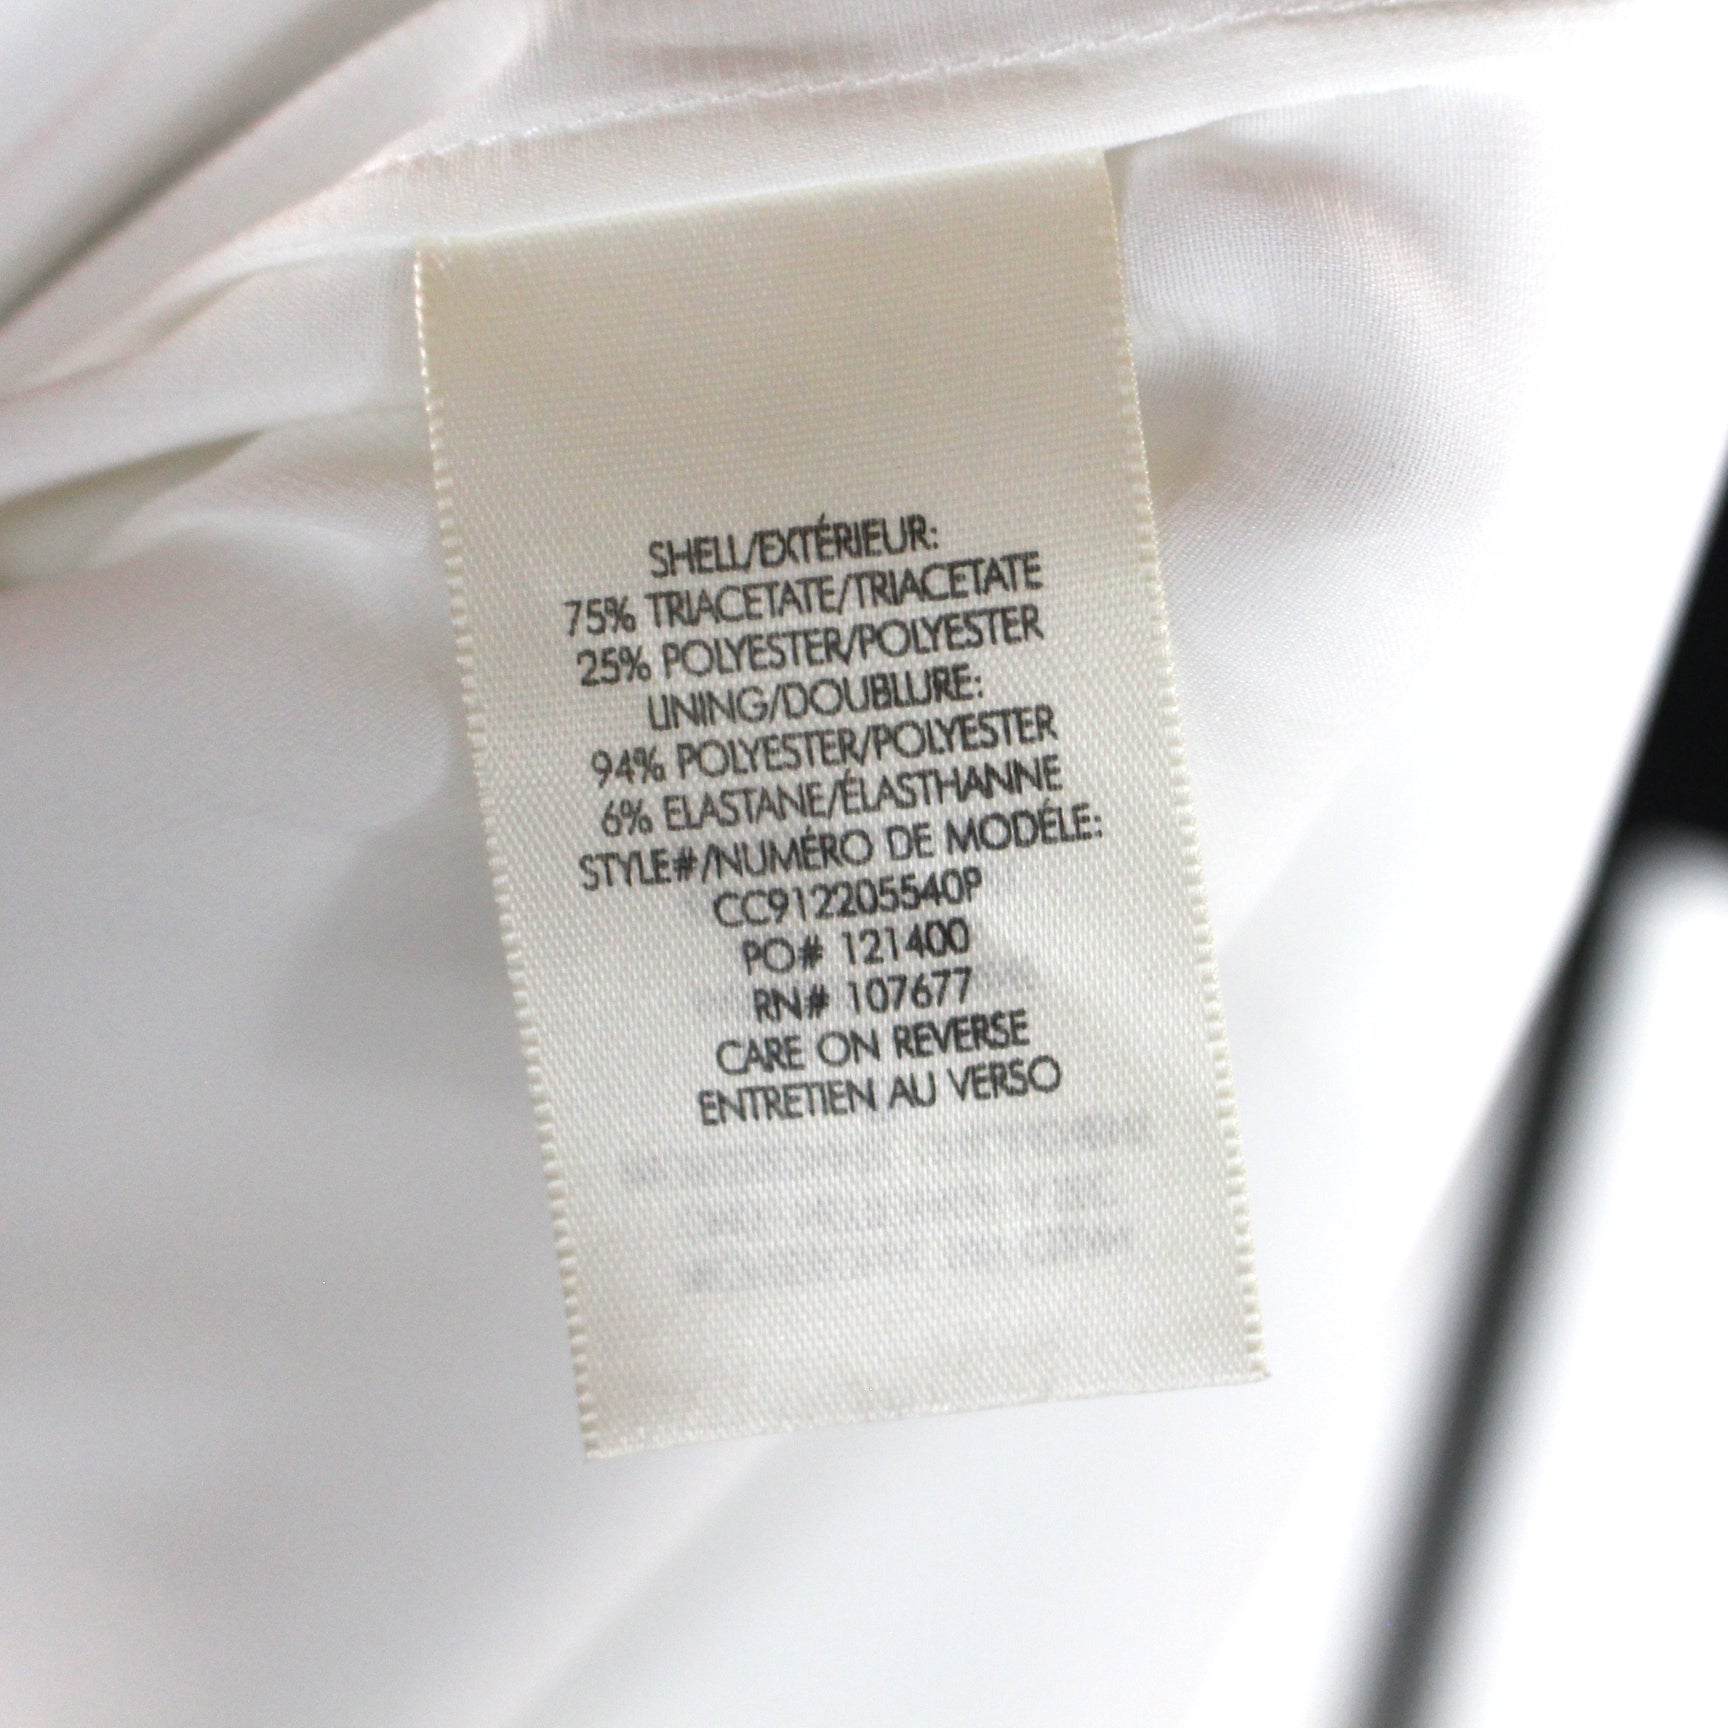 SHELL/EXTÉRIEUR:
75% TRIACETATE/TRIACETATE
25% POLYESTER/POLYESTER
LINING/DOUBLURE:
94% POLYESTER/POLYESTER
6% ELASTANE/ÉLASTHANNE
STYLE#/NUMÉRO DE MODÉLE:
CC912205540P
PO# 121400
RN# 107677
CARE ON REVERSE
ENTRETIEN AU VERSO